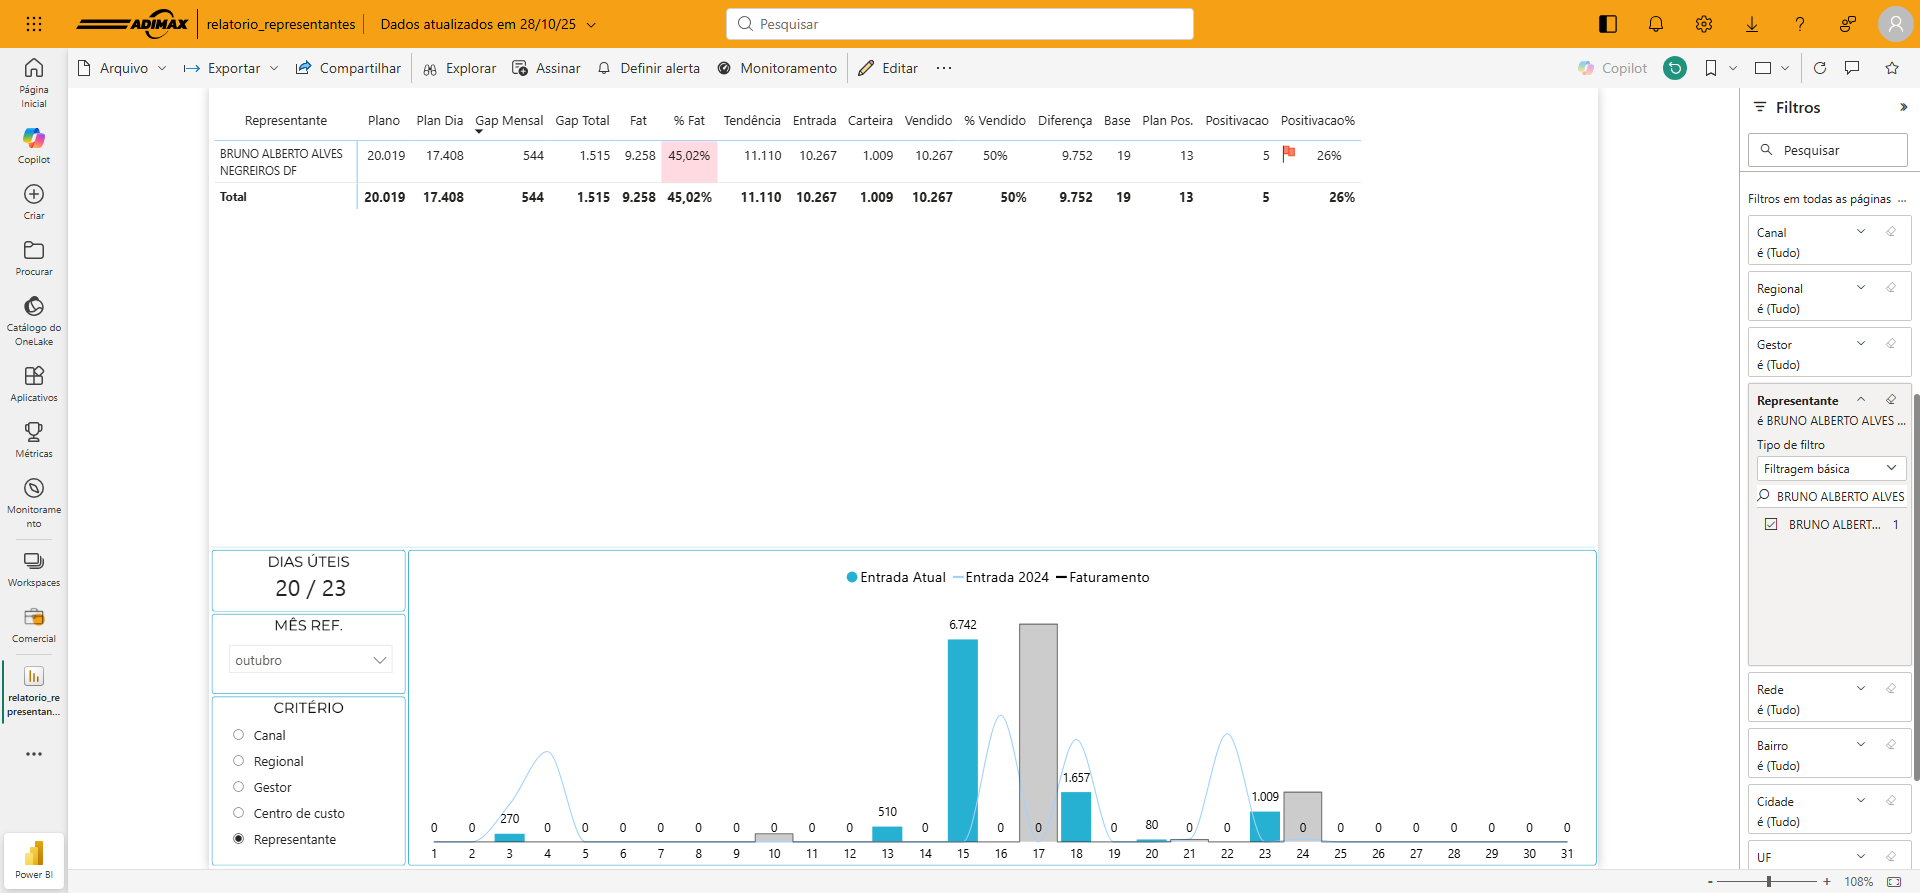 ADIMAX
relatorio_representantes
Dados atualizados em 28/10/25
Pesquisar
Arquivo
Exportar
Compartilhar
Explorar
Assinar
Definir alerta
Monitoramento
Editar
Copilot
Página
Inicial
Copilot
Criar
Procurar
Catálogo do
OneLake
Aplicativos
Métricas
Monitorame
nto
Workspaces
Comercial
relatorio_re
presentan...
Power BI
Representante Plano Plan Dia Gap Mensal Gap Total Fat % Fat Tendência Entrada Carteira Vendido % Vendido Diferença Base Plan Pos. Positivacao Positivacao%
BRUNO ALBERTO ALVES
NEGREIROS DF
20.019 17.408 544 1.515 9.258 45,02% 11.110 10.267 1.009 10.267 50% 9.752 19 13 5 26%
Total 20.019 17.408 544 1.515 9.258 45,02% 11.110 10.267 1.009 10.267 50% 9.752 19 13 5 26%
DIAS ÚTEIS
20 / 23
MÊS REF.
outubro
CRITÉRIO
Canal
Regional
Gestor
Centro de custo
Representante
Entrada Atual Entrada 2024 Faturamento
0 0 270 0 0 0 0 0 0 0 0 0 510 0 6.742 0 0 1.657 0 80 0 0 1.009 0 0 0 0 0 0 0 0
1 2 3 4 5 6 7 8 9 10 11 12 13 14 15 16 17 18 19 20 21 22 23 24 25 26 27 28 29 30 31
Filtros
Pesquisar
Filtros em todas as páginas ...
Canal
é (Tudo)
Regional
é (Tudo)
Gestor
é (Tudo)
Representante
é BRUNO ALBERTO ALVES ...
Tipo de filtro
Filtragem básica
BRUNO ALBERTO ALVES
BRUNO ALBERT... 1
Rede
é (Tudo)
Bairro
é (Tudo)
Cidade
é (Tudo)
UF
- + 108%